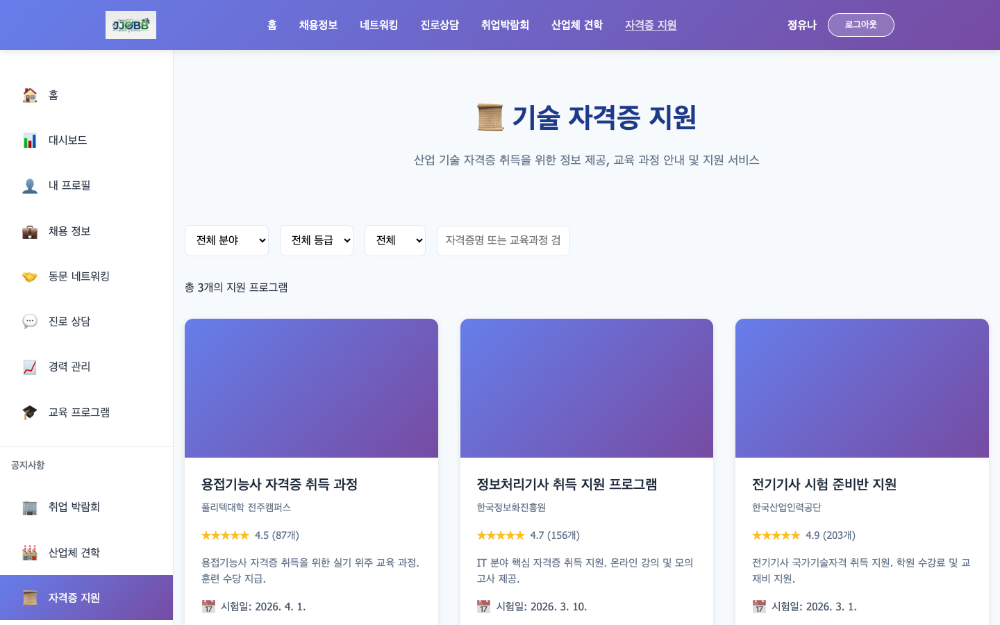 JJOBB
홈
채용정보
네트워킹
진로상담
취업박람회
산업체 견학
자격증 지원
정유나
로그아웃
홈
대시보드
내 프로필
채용 정보
동문 네트워킹
진로 상담
경력 관리
교육 프로그램
공지사항
취업 박람회
산업체 견학
자격증 지원
기술 자격증 지원
산업 기술 자격증 취득을 위한 정보 제공, 교육 과정 안내 및 지원 서비스
전체 분야
전체 등급
전체
자격증명 또는 교육과정 검
총 3개의 지원 프로그램
용접기능사 자격증 취득 과정
폴리텍대학 전주캠퍼스
★★★★★ 4.5 (87개)
용접기능사 자격증 취득을 위한 실기 위주 교육 과정.
훈련 수당 지급.
시험일: 2026. 4. 1.
정보처리기사 취득 지원 프로그램
한국정보화진흥원
★★★★★ 4.7 (156개)
IT 분야 핵심 자격증 취득 지원. 온라인 강의 및 모의
고사 제공.
시험일: 2026. 3. 10.
전기기사 시험 준비반 지원
한국산업인력공단
★★★★★ 4.9 (203개)
전기기사 국가기술자격 취득 지원. 학원 수강료 및 교
재비 지원.
시험일: 2026. 3. 1.